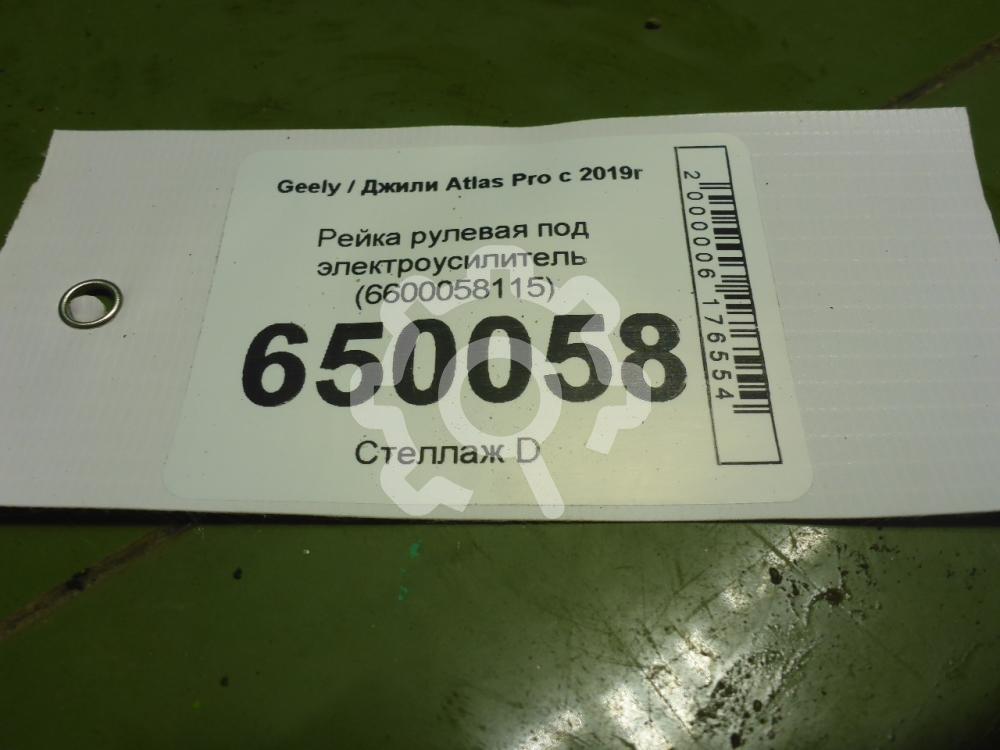 Geely / Джили Atlas Pro с 2019г
Рейка рулевая под
электроусилитель
(6600058115)
650058
Стеллаж D
2000006176554